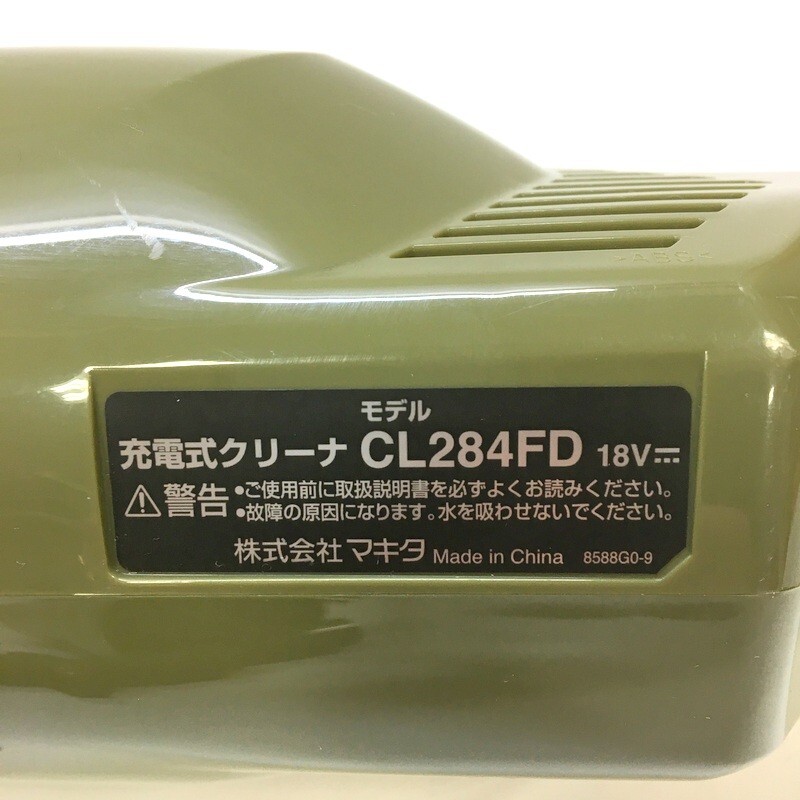 >ABS<
モデル
充電式クリーナ CL284FD 18V⎓
⚠警告 •ご使用前に取扱説明書を必ずよくお読みください。
•故障の原因になります。水を吸わせないでください。
株式会社マキタ Made in China 8588G0-9